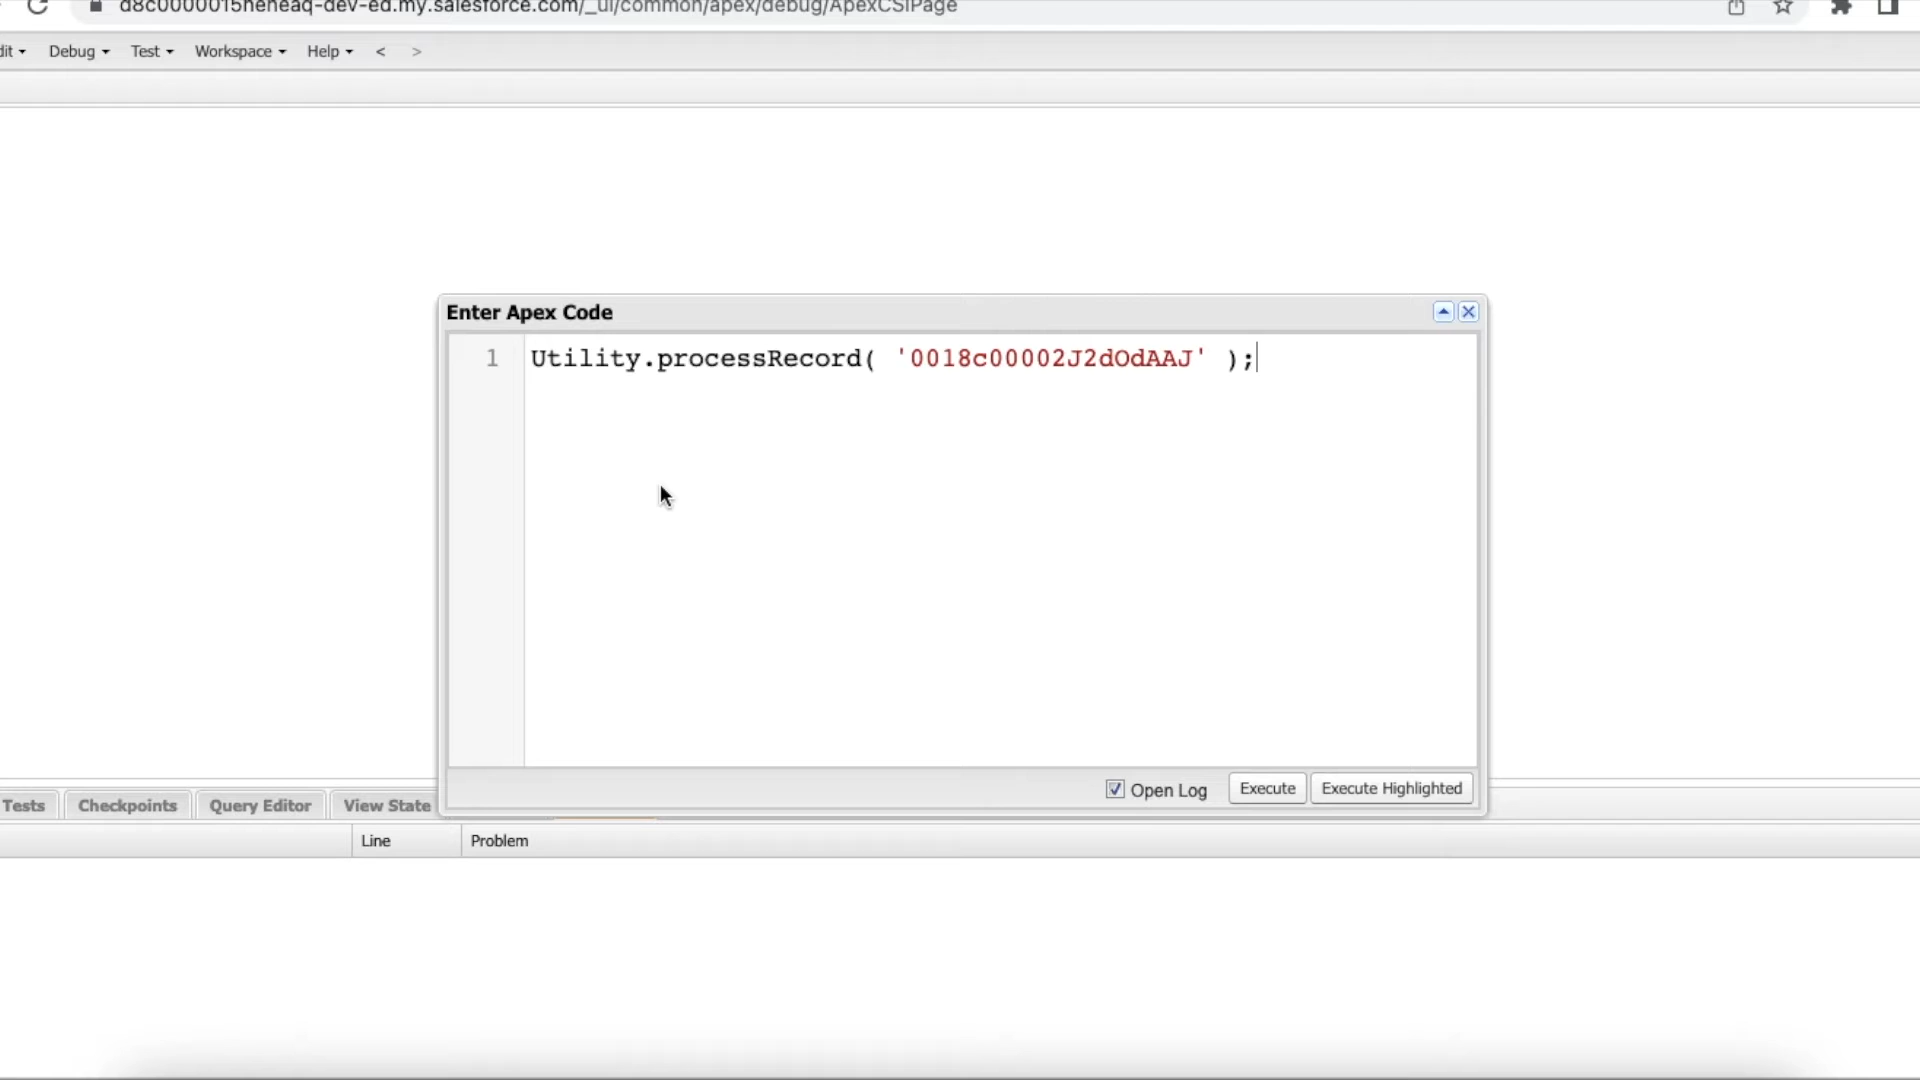 d8c0000015heheaq-dev-ed.my.salesforce.com/_ui/common/apex/debug/ApexCSIPage
dit Debug Test Workspace Help < >
Enter Apex Code
1 Utility.processRecord( '0018c00002J2dOdAAJ' );
Open Log Execute Execute Highlighted
Tests Checkpoints Query Editor View State
Line Problem